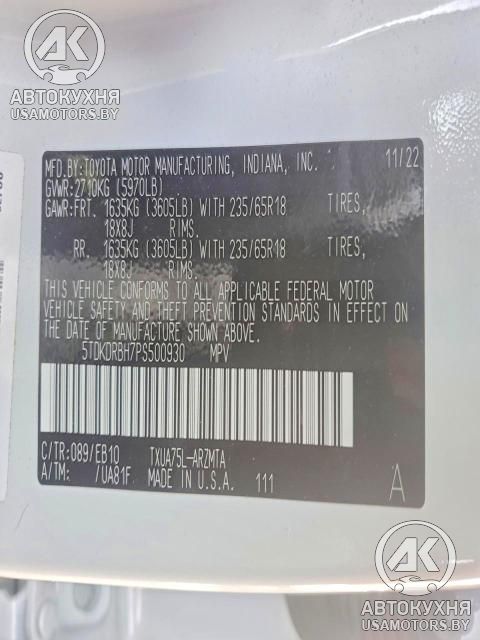 АК
АВТОКУХНЯ
USAMOTORS.BY
MFD.BY:TOYOTA MOTOR MANUFACTURING, INDIANA, INC. 11/22
GVWR:2710KG (5970LB)
GAWR:FRT. 1635KG (3605LB) WITH 235/65R18 TIRES,
18X8J RIMS.
RR. 1635KG (3605LB) WITH 235/65R18 TIRES,
18X8J RIMS.
THIS VEHICLE CONFORMS TO ALL APPLICABLE FEDERAL MOTOR
VEHICLE SAFETY AND THEFT PREVENTION STANDARDS IN EFFECT ON
THE DATE OF MANUFACTURE SHOWN ABOVE.
5TDKDRBH7PS500930 MPV
C/TR:089/EB10 TXUA75L-ARZMTA
A/TM: /UA81F MADE IN U.S.A. 111 A
АК
АВТОКУХНЯ
USAMOTORS.BY